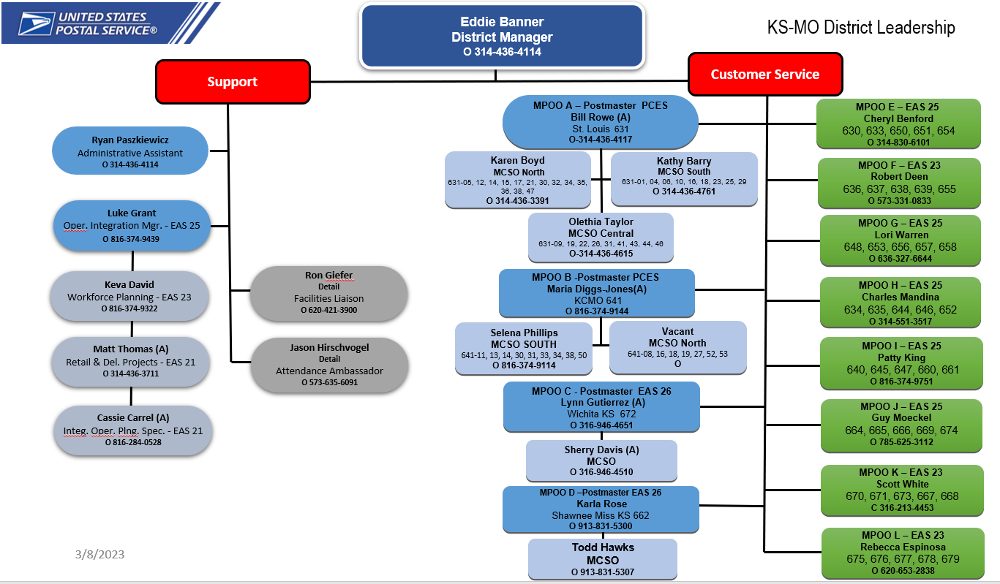 UNITED STATES
POSTAL SERVICE®
Eddie Banner
District Manager
O 314-436-4114
KS-MO District Leadership
Support
Customer Service
Ryan Paszkiewicz
Administrative Assistant
O 314-436-4114
Luke Grant
Oper. Integration Mgr. - EAS 25
O 816-374-9439
Keva David
Workforce Planning - EAS 23
O 816-374-9322
Matt Thomas (A)
Retail & Del. Projects - EAS 21
O 314-436-3711
Cassie Carrel (A)
Integ. Oper. Plng. Spec. - EAS 21
O 816-284-0528
Ron Giefer
Detail
Facilities Liaison
O 620-421-3900
Jason Hirschvogel
Detail
Attendance Ambassador
O 573-635-6091
MPOO A – Postmaster PCES
Bill Rowe (A)
St. Louis 631
O-314-436-4117
Karen Boyd
MCSO North
631-05, 12, 14, 15, 17, 21, 30, 32, 34, 35,
36, 38, 47
O 314-436-3391
Kathy Barry
MCSO South
631-01, 04, 06, 10, 16, 18, 23, 25, 29
O 314-436-4761
Olethia Taylor
MCSO Central
631-09, 19, 22, 26, 31, 41, 43, 44, 46
O-314-436-4615
MPOO B -Postmaster PCES
Maria Diggs-Jones(A)
KCMO 641
O 816-374-9144
Selena Phillips
MCSO SOUTH
641-11, 13, 14, 30, 31, 33, 34, 38, 50
O 816-374-9114
Vacant
MCSO North
641-08, 16, 18, 19, 27, 52, 53
O
MPOO C - Postmaster EAS 26
Lynn Gutierrez (A)
Wichita KS 672
O 316-946-4651
Sherry Davis (A)
MCSO
O 316-946-4510
MPOO D –Postmaster EAS 26
Karla Rose
Shawnee Miss KS 662
O 913-831-5300
Todd Hawks
MCSO
O 913-831-5307
MPOO E – EAS 25
Cheryl Benford
630, 633, 650, 651, 654
O 314-830-6101
MPOO F – EAS 23
Robert Deen
636, 637, 638, 639, 655
O 573-331-0833
MPOO G – EAS 25
Lori Warren
648, 653, 656, 657, 658
O 636-327-6644
MPOO H – EAS 25
Charles Mandina
634, 635, 644, 646, 652
O 314-551-3517
MPOO I – EAS 25
Patty King
640, 645, 647, 660, 661
O 816-374-9751
MPOO J – EAS 25
Guy Moeckel
664, 665, 666, 669, 674
O 785-625-3112
MPOO K – EAS 23
Scott White
670, 671, 673, 667, 668
C 316-213-4453
MPOO L – EAS 23
Rebecca Espinosa
675, 676, 677, 678, 679
O 620-653-2838
3/8/2023